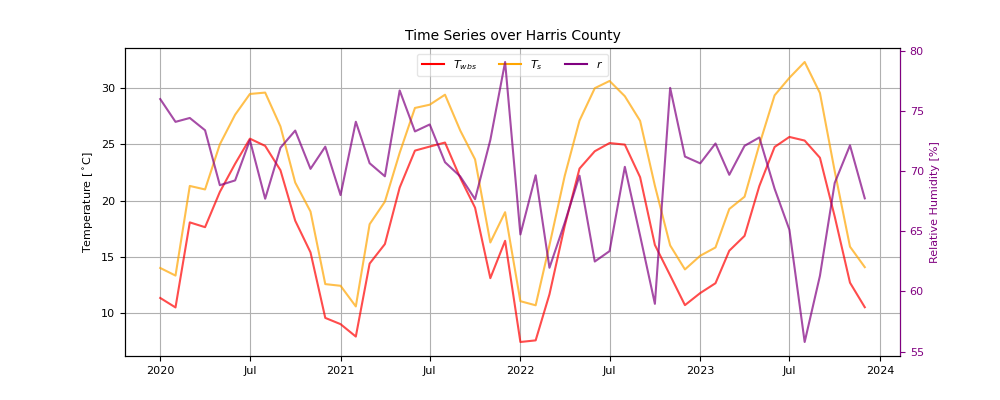 Time Series over Harris County
T_wbs T_s r
Temperature [°C]
30
25
20
15
10
Relative Humidity [%]
80
75
70
65
60
55
2020 Jul 2021 Jul 2022 Jul 2023 Jul 2024